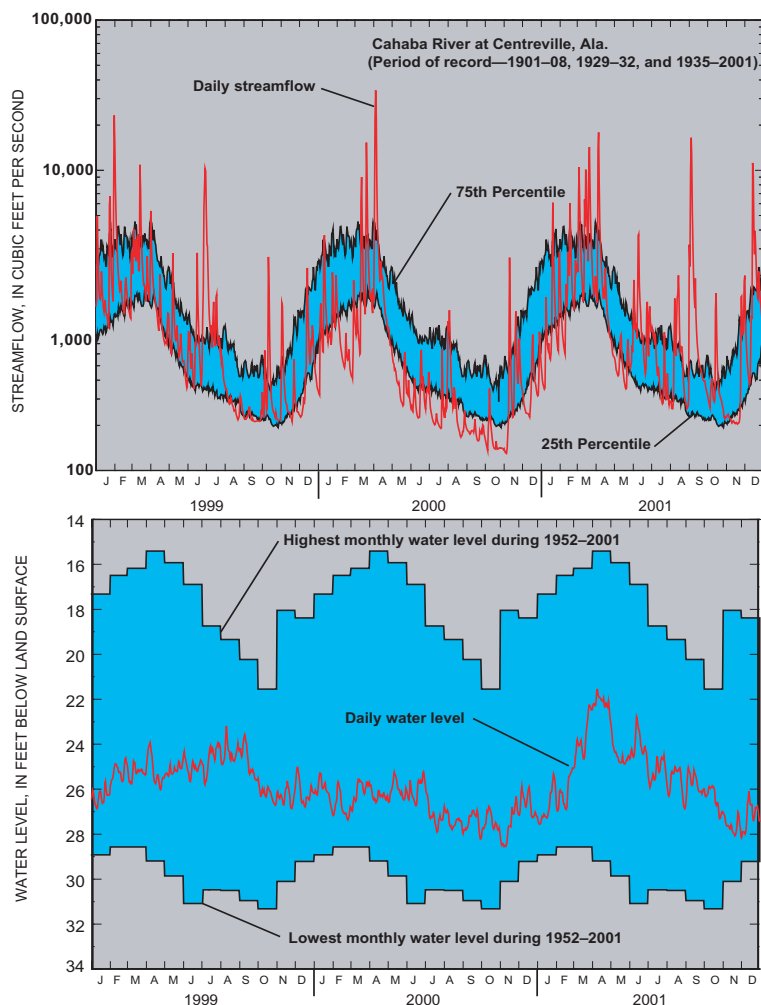 100,000
10,000
1,000
100
STREAMFLOW, IN CUBIC FEET PER SECOND
Cahaba River at Centreville, Ala.
(Period of record—1901–08, 1929–32, and 1935–2001)
Daily streamflow
75th Percentile
25th Percentile
J F M A M J J A S O N D J F M A M J J A S O N D J F M A M J J A S O N D
1999 2000 2001
14
16
18
20
22
24
26
28
30
32
34
WATER LEVEL, IN FEET BELOW LAND SURFACE
Highest monthly water level during 1952–2001
Daily water level
Lowest monthly water level during 1952–2001
J F M A M J J A S O N D J F M A M J J A S O N D J F M A M J J A S O N D
1999 2000 2001